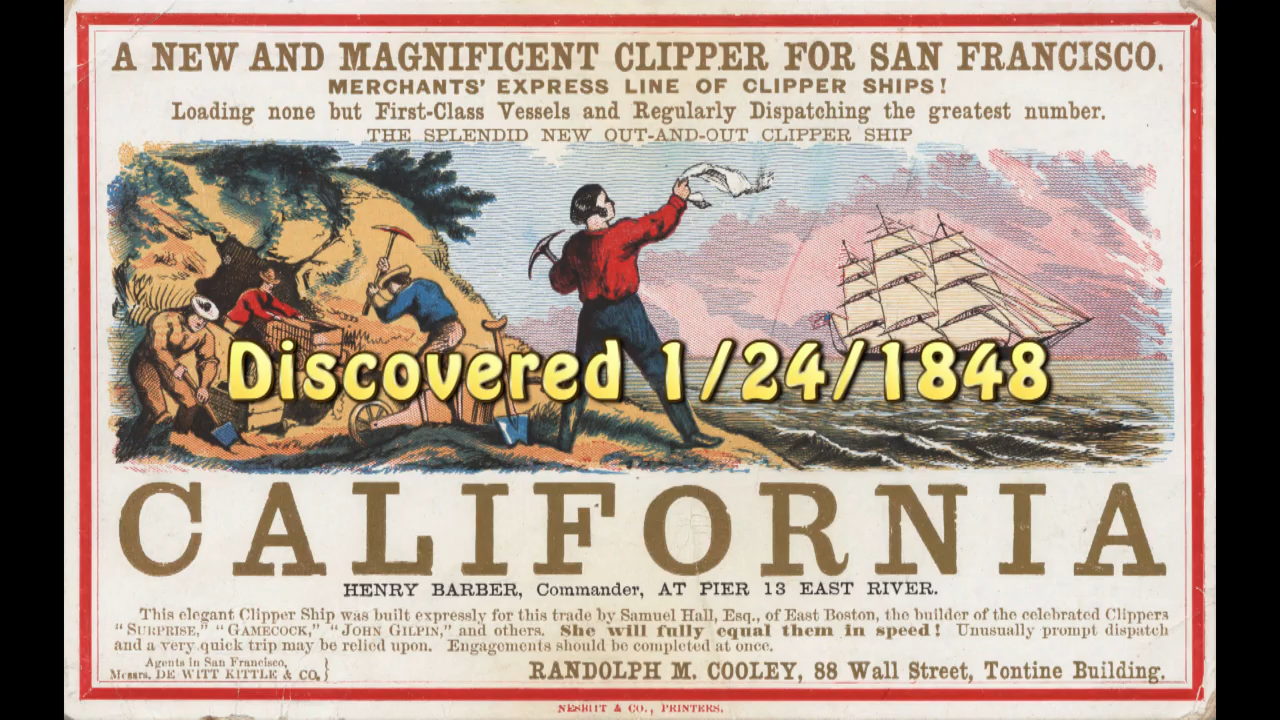 A NEW AND MAGNIFICENT CLIPPER FOR SAN FRANCISCO.
MERCHANTS' EXPRESS LINE OF CLIPPER SHIPS!
Loading none but First-Class Vessels and Regularly Dispatching the greatest number.
THE SPLENDID NEW OUT-AND-OUT CLIPPER SHIP
Discovered 1/24/1848
CALIFORNIA
HENRY BARBER, Commander, AT PIER 13 EAST RIVER.
This elegant Clipper Ship was built expressly for this trade by Samuel Hall, Esq., of East Boston, the builder of the celebrated Clippers
"SURPRISE," "GAMECOCK," "JOHN GILPIN," and others. She will fully equal them in speed! Unusually prompt dispatch
and a very quick trip may be relied upon. Engagements should be completed at once.
Agents in San Francisco,
Messrs. DE WITT KITTLE & CO.}
RANDOLPH M. COOLEY, 88 Wall Street, Tontine Building.
NESBITT & CO., PRINTERS.